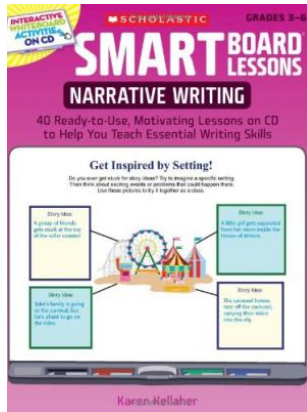 INTERACTIVE
WHITEBOARD
ACTIVITIES
ON CD
SCHOLASTIC
GRADES 3–6
SMART BOARD
LESSONS
NARRATIVE WRITING
40 Ready-to-Use, Motivating Lessons on CD
to Help You Teach Essential Writing Skills
Get Inspired by Setting!
Do you ever get stuck for story ideas? Try to imagine a specific setting.
Then think about exciting events or problems that could happen there.
Use these pictures to try it together as a class.
Story Idea:
A group of friends
gets stuck at the top
of the roller coaster!
Story Idea:
A little girl gets separated
from her mom inside the
House of Mirrors.
Story Idea:
Jake's family is going
to the carnival, but
he's afraid to go on
the rides.
Story Idea:
The carousel horses
race off the carousel,
carrying their riders
into the city.
Karen Kellaher